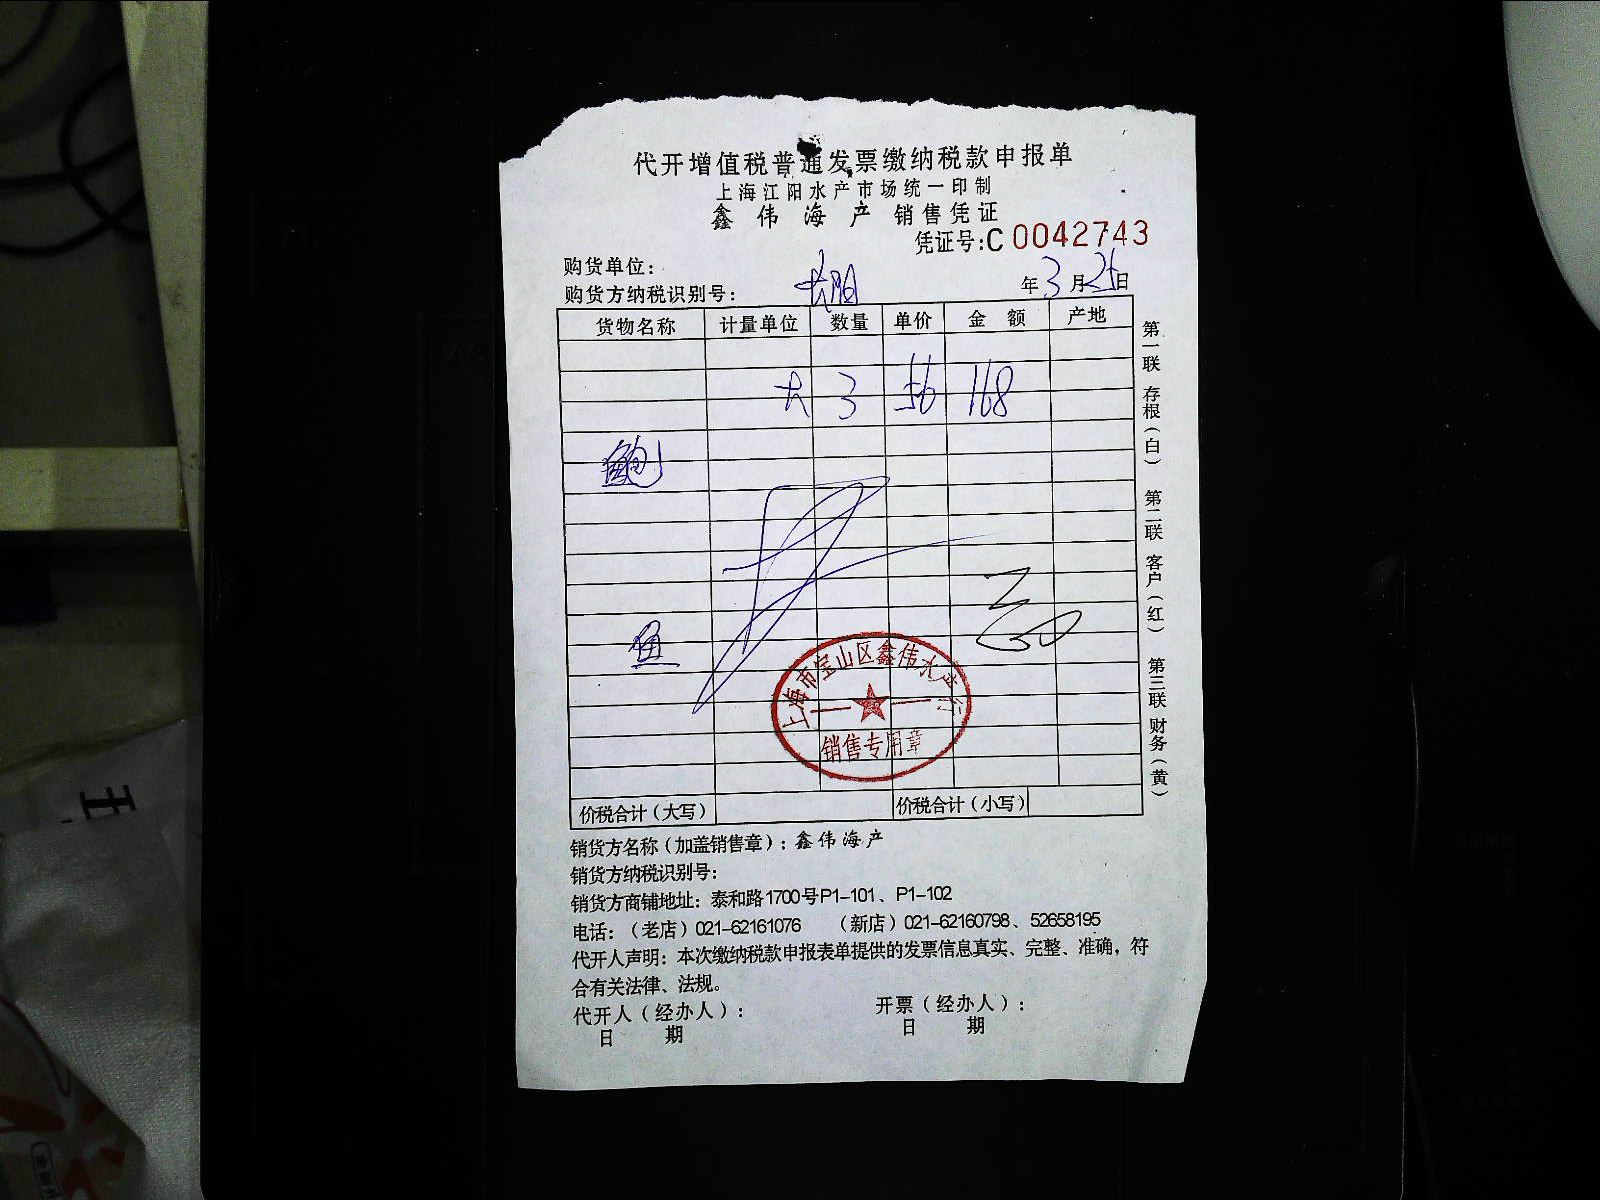 代开增值税普通发票缴纳税款申报单
上海江阳水产市场统一印制
鑫伟海产 销售凭证
凭证号:C 0042743
购货单位:
购货方纳税识别号:
年3月25日
货物名称 计量单位 数量 单价 金额 产地
大 3 56 168
鲍
鱼
上海市宝山区鑫伟水产行
销售专用章
价税合计(大写) 价税合计(小写)
第一联 存根(白) 第二联 客户(红) 第三联 财务(黄)
销货方名称(加盖销售章):鑫伟海产
销货方纳税识别号:
销货方商铺地址:泰和路1700号P1-101、P1-102
电话:(老店)021-62161076 (新店)021-62160798、52658195
代开人声明:本次缴纳税款申报表单提供的发票信息真实、完整、准确,符
合有关法律、法规。
代开人(经办人): 开票(经办人):
日 期 日 期